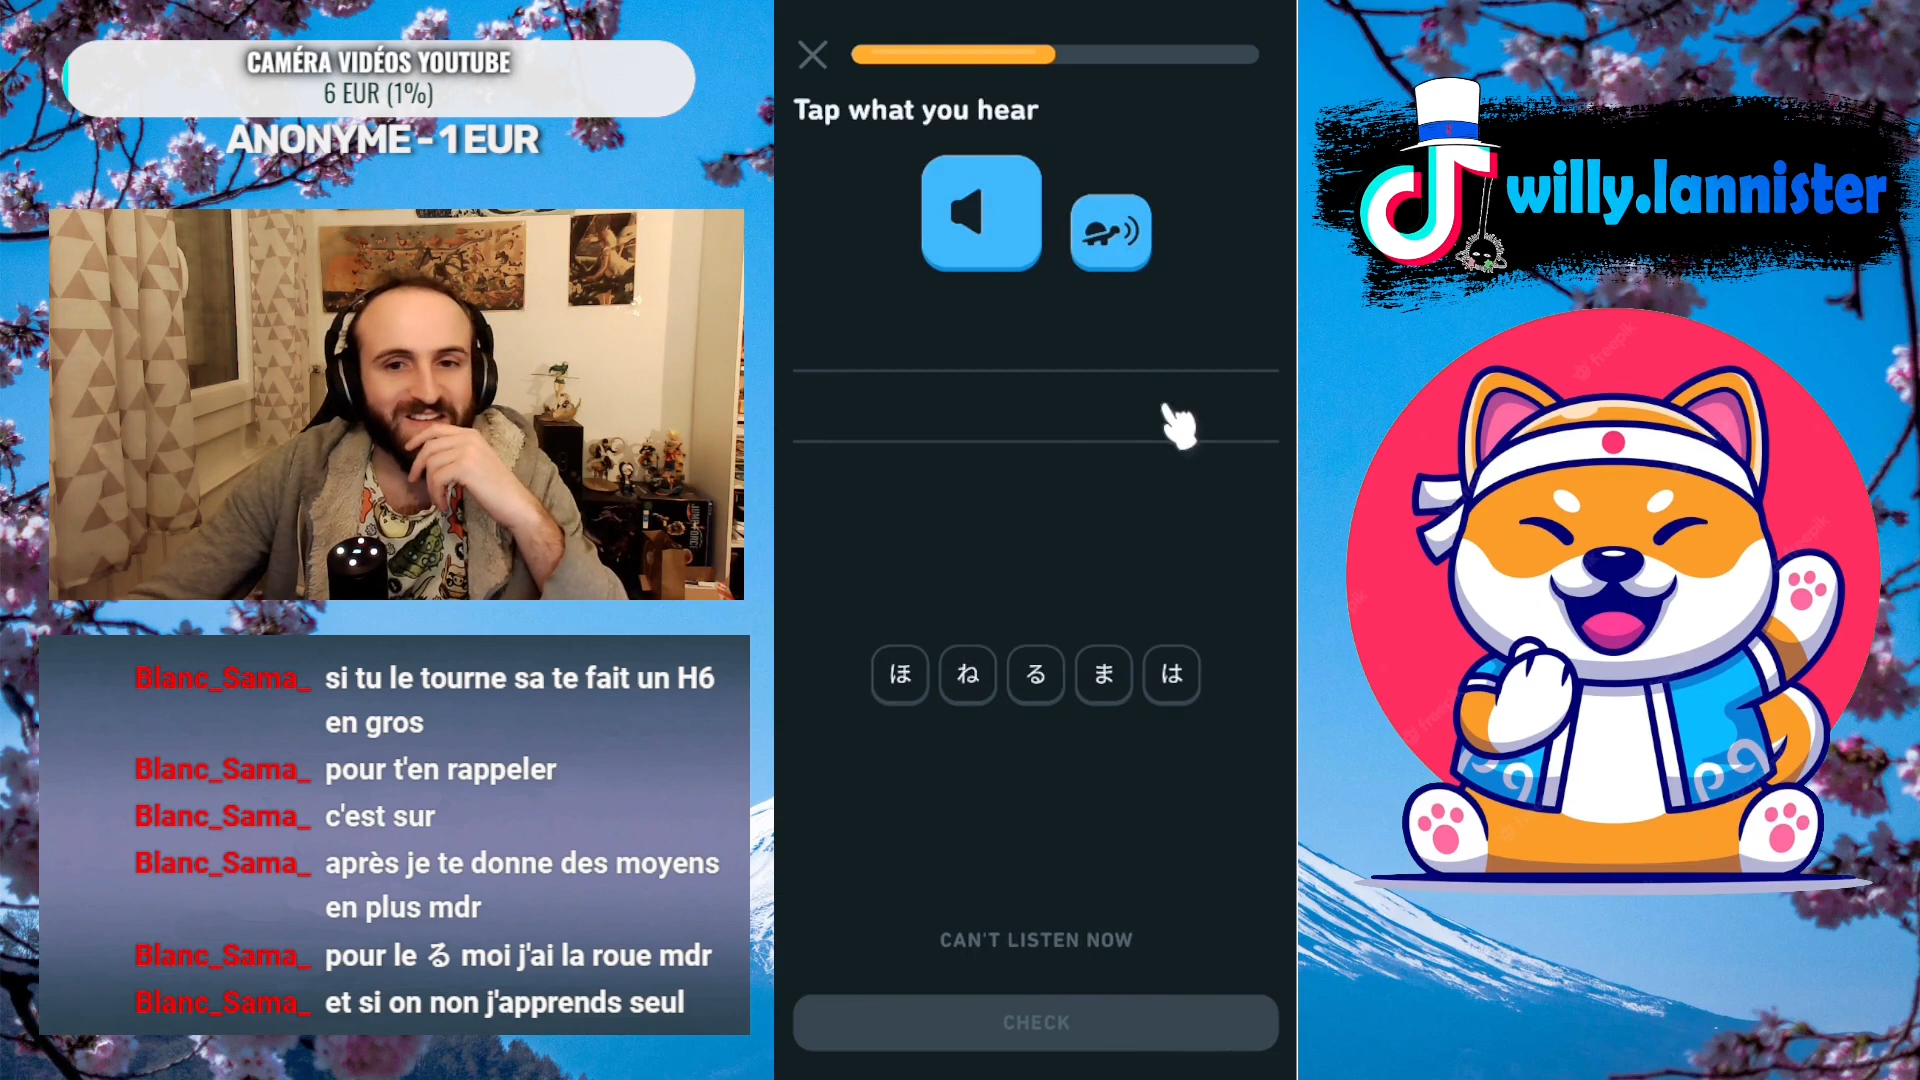 CAMÉRA VIDÉOS YOUTUBE
6 EUR (1%)
ANONYME - 1 EUR
Tap what you hear
ほ ね る ま は
CAN'T LISTEN NOW
CHECK
willy.lannister
Blanc_Sama_ si tu le tourne sa te fait un H6
en gros
Blanc_Sama_ pour t'en rappeler
Blanc_Sama_ c'est sur
Blanc_Sama_ après je te donne des moyens
en plus mdr
Blanc_Sama_ pour le る moi j'ai la roue mdr
Blanc_Sama_ et si on non j'apprends seul
freepik